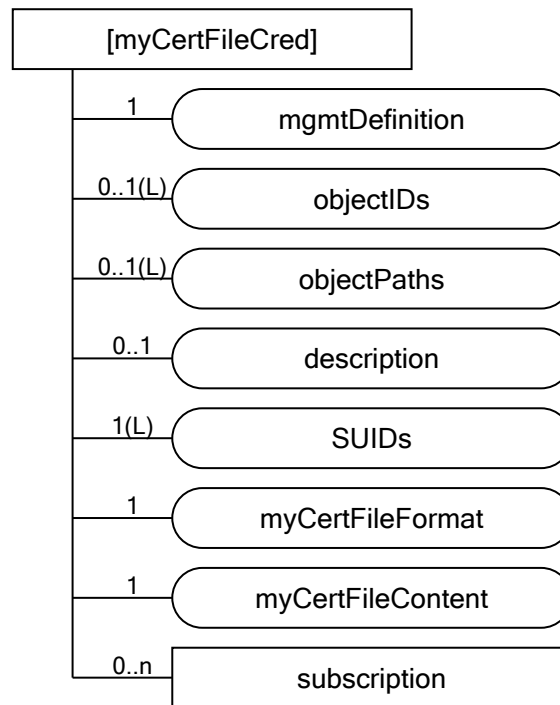 [myCertFileCred]
1
mgmtDefinition
0..1(L)
objectIDs
0..1(L)
objectPaths
0..1
description
1(L)
SUIDs
1
myCertFileFormat
1
myCertFileContent
0..n
subscription